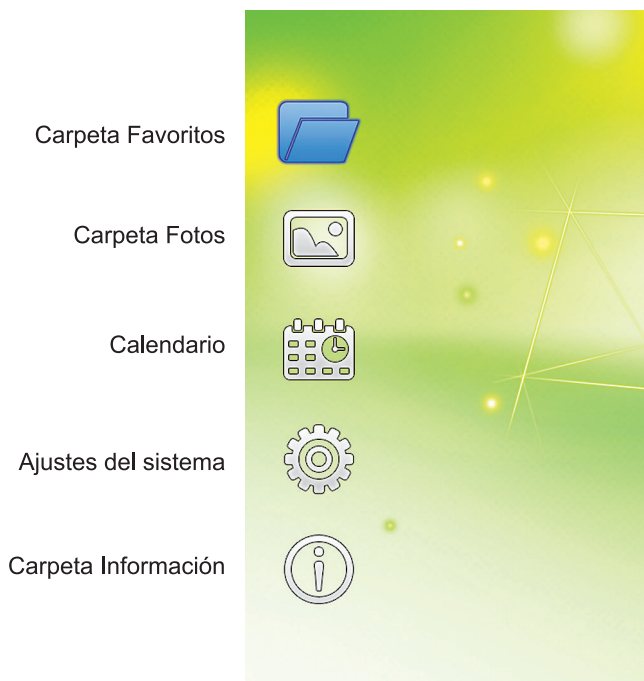 Carpeta Favoritos
Carpeta Fotos
Calendario
Ajustes del sistema
Carpeta Información